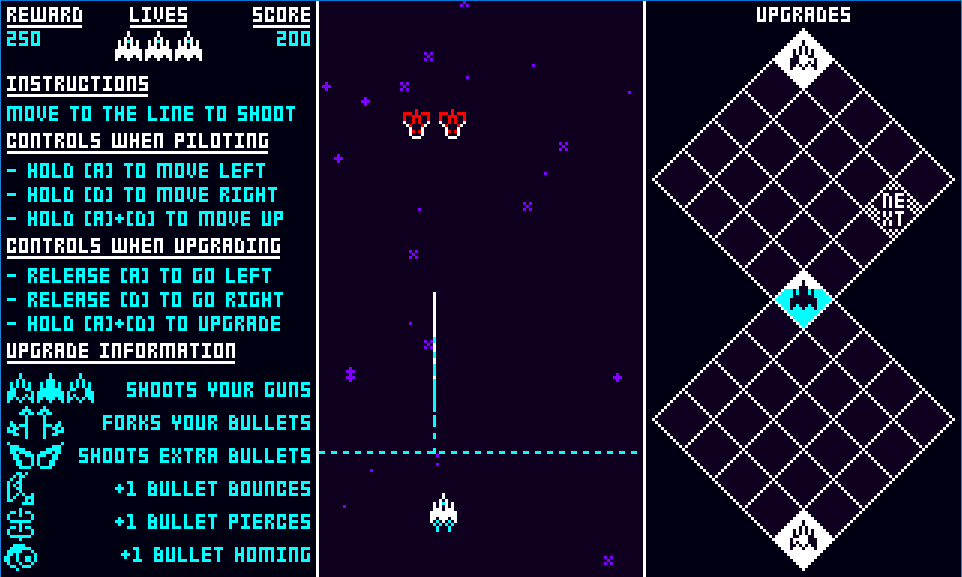 REWARD
LIVES
SCORE
250
200
INSTRUCTIONS
MOVE TO THE LINE TO SHOOT
CONTROLS WHEN PILOTING
- HOLD [A] TO MOVE LEFT
- HOLD [D] TO MOVE RIGHT
- HOLD [A]+[D] TO MOVE UP
CONTROLS WHEN UPGRADING
- RELEASE [A] TO GO LEFT
- RELEASE [D] TO GO RIGHT
- HOLD [A]+[D] TO UPGRADE
UPGRADE INFORMATION
SHOOTS YOUR GUNS
FORKS YOUR BULLETS
SHOOTS EXTRA BULLETS
+1 BULLET BOUNCES
+1 BULLET PIERCES
+1 BULLET HOMING
UPGRADES
NE
XT